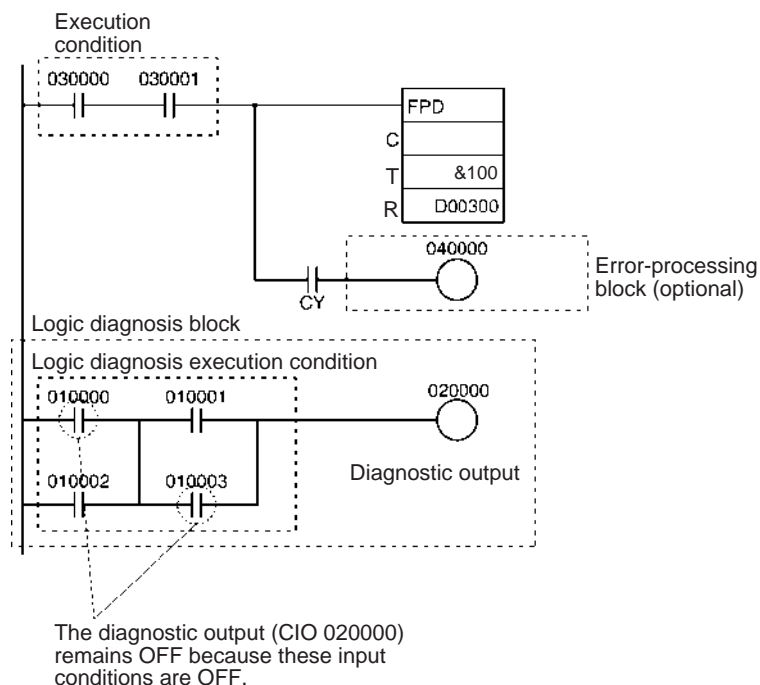 Execution
condition
030000 030001
FPD
C
T &100
R D00300
040000
CY
Error-processing
block (optional)
Logic diagnosis block
Logic diagnosis execution condition
010000 010001 020000
010002 010003 Diagnostic output
The diagnostic output (CIO 020000)
remains OFF because these input
conditions are OFF.